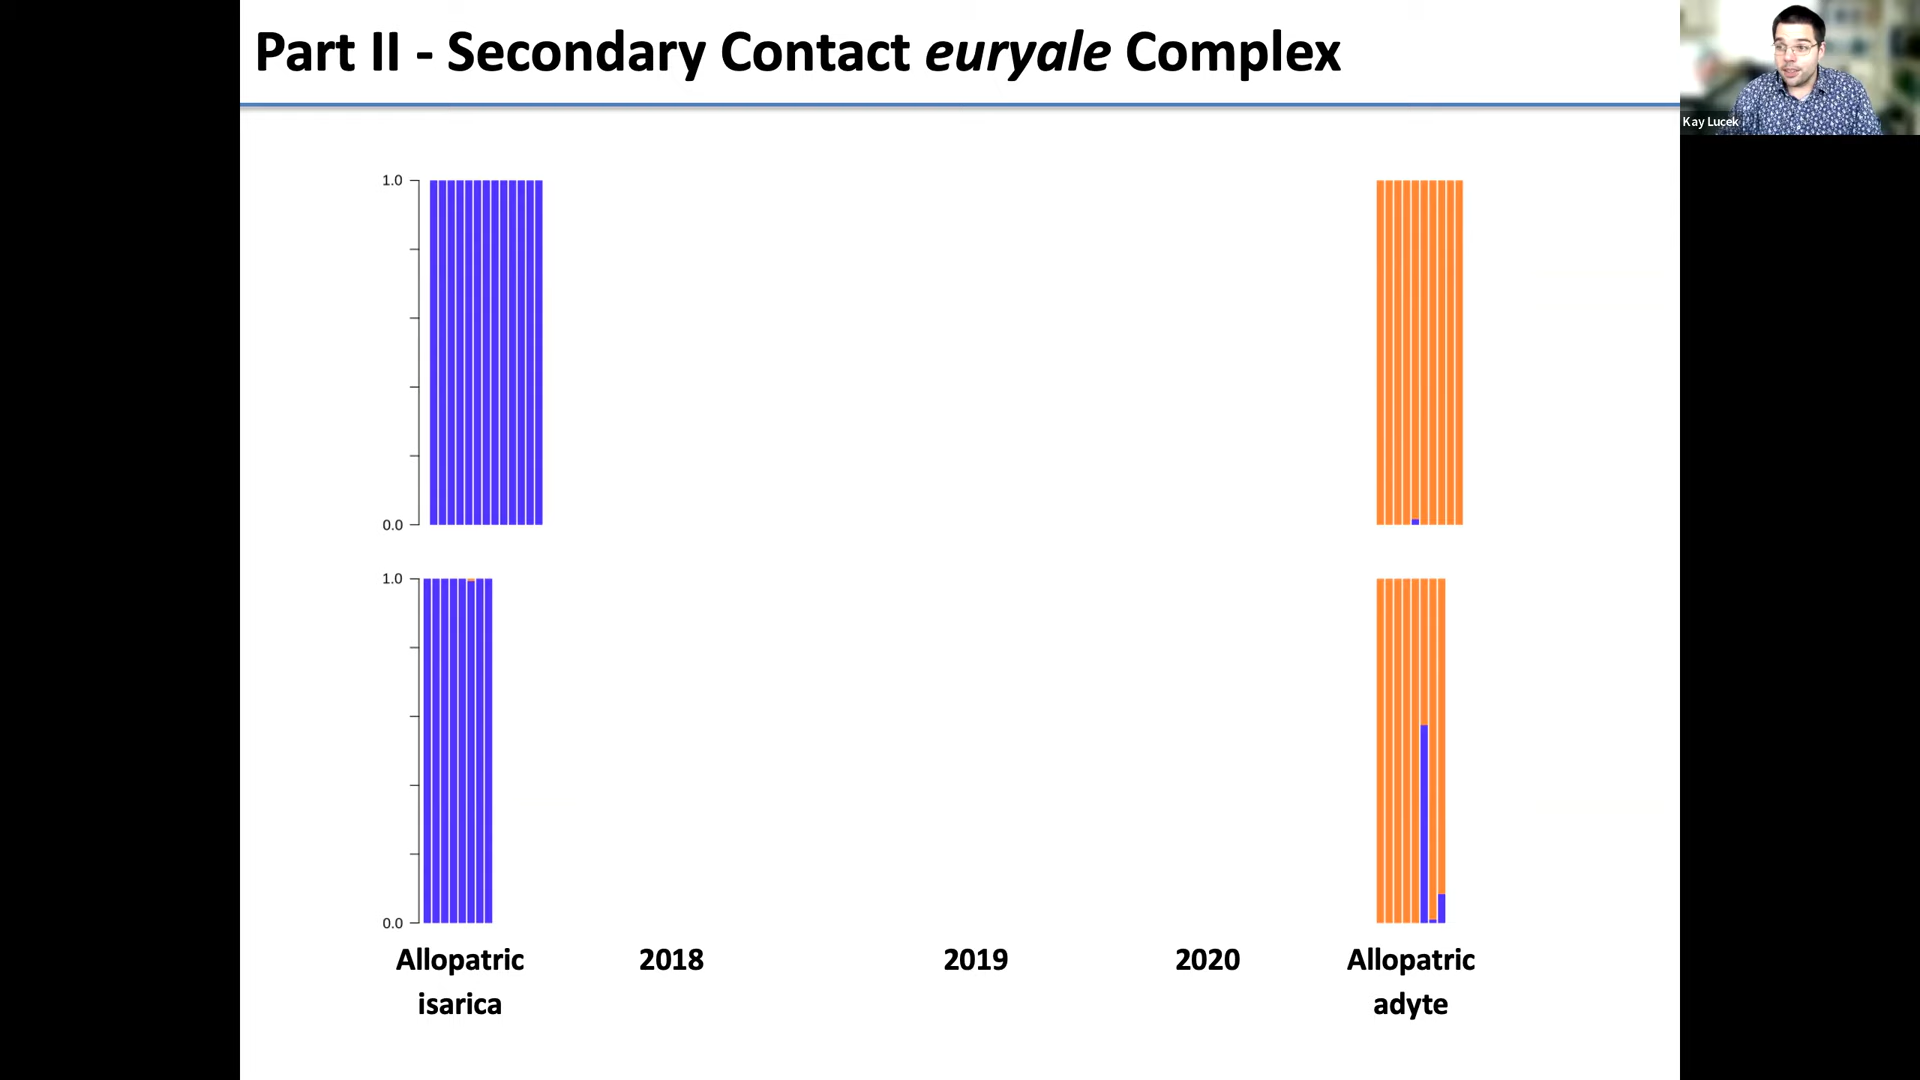 Part II - Secondary Contact euryale Complex
Kay Lucek
1.0
0.0
1.0
0.0
Allopatric isarica
2018
2019
2020
Allopatric adyte